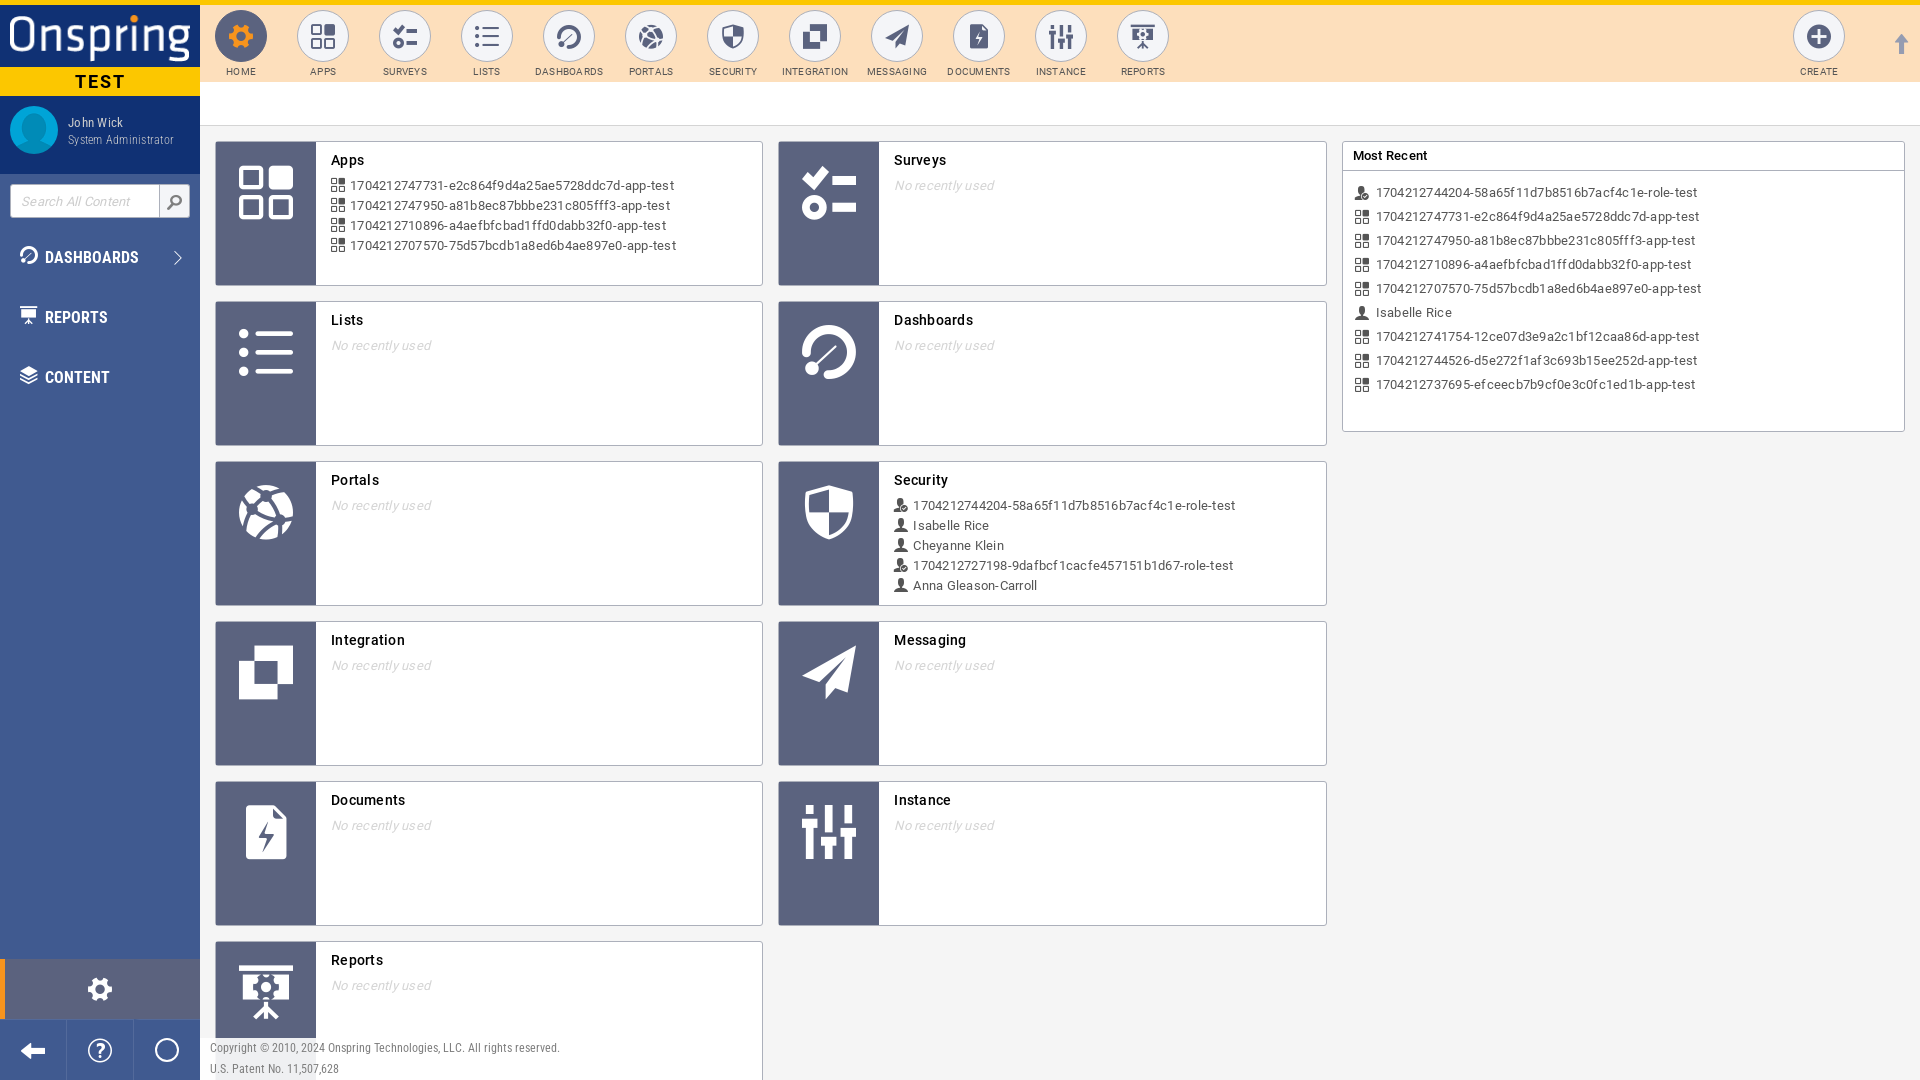 Onspring
TEST
John Wick
System Administrator
Search All Content
DASHBOARDS
REPORTS
CONTENT
HOME
APPS
SURVEYS
LISTS
DASHBOARDS
PORTALS
SECURITY
INTEGRATION
MESSAGING
DOCUMENTS
INSTANCE
REPORTS
CREATE
Apps
1704212747731-e2c864f9d4a25ae5728ddc7d-app-test
1704212747950-a81b8ec87bbbe231c805fff3-app-test
1704212710896-a4aefbfcbad1ffd0dabb32f0-app-test
1704212707570-75d57bcdb1a8ed6b4ae897e0-app-test
Surveys
No recently used
Lists
No recently used
Dashboards
No recently used
Portals
No recently used
Security
1704212744204-58a65f11d7b8516b7acf4c1e-role-test
Isabelle Rice
Cheyanne Klein
1704212727198-9dafbcf1cacfe457151b1d67-role-test
Anna Gleason-Carroll
Integration
No recently used
Messaging
No recently used
Documents
No recently used
Instance
No recently used
Reports
No recently used
Most Recent
1704212744204-58a65f11d7b8516b7acf4c1e-role-test
1704212747731-e2c864f9d4a25ae5728ddc7d-app-test
1704212747950-a81b8ec87bbbe231c805fff3-app-test
1704212710896-a4aefbfcbad1ffd0dabb32f0-app-test
1704212707570-75d57bcdb1a8ed6b4ae897e0-app-test
Isabelle Rice
1704212741754-12ce07d3e9a2c1bf12caa86d-app-test
1704212744526-d5e272f1af3c693b15ee252d-app-test
1704212737695-efceecb7b9cf0e3c0fc1ed1b-app-test
Copyright © 2010, 2024 Onspring Technologies, LLC. All rights reserved.
U.S. Patent No. 11,507,628